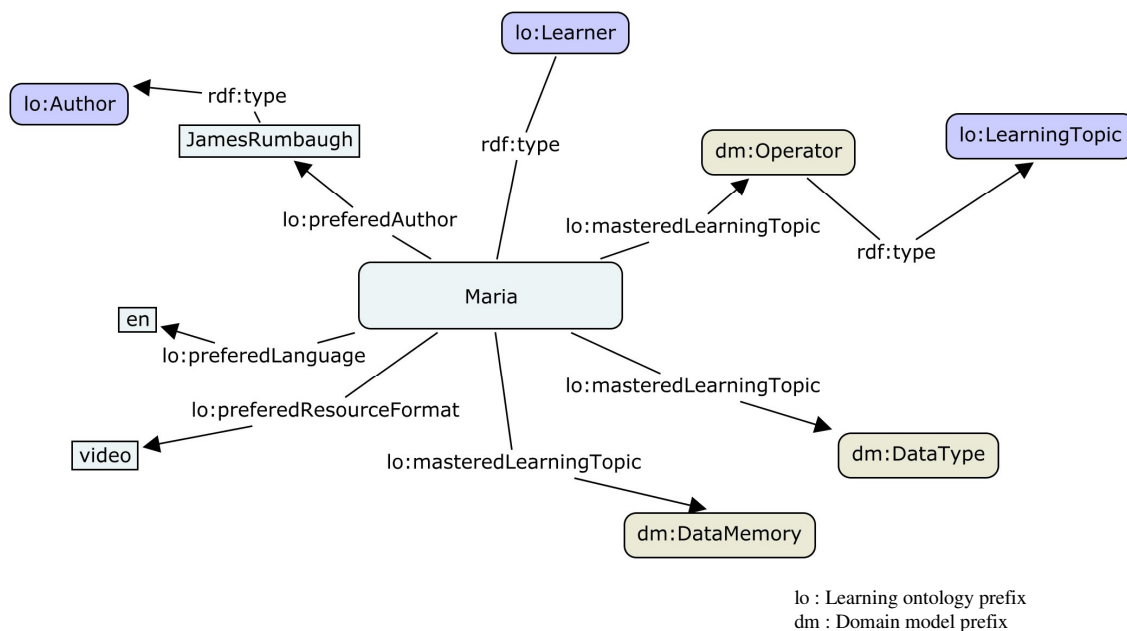 lo:Learner
lo:Author
rdf:type
JamesRumbaugh
rdf:type
dm:Operator
lo:LearningTopic
lo:preferedAuthor
lo:masteredLearningTopic
rdf:type
Maria
en
lo:preferedLanguage
lo:masteredLearningTopic
lo:preferedResourceFormat
video
lo:masteredLearningTopic
dm:DataType
dm:DataMemory
lo : Learning ontology prefix
dm : Domain model prefix